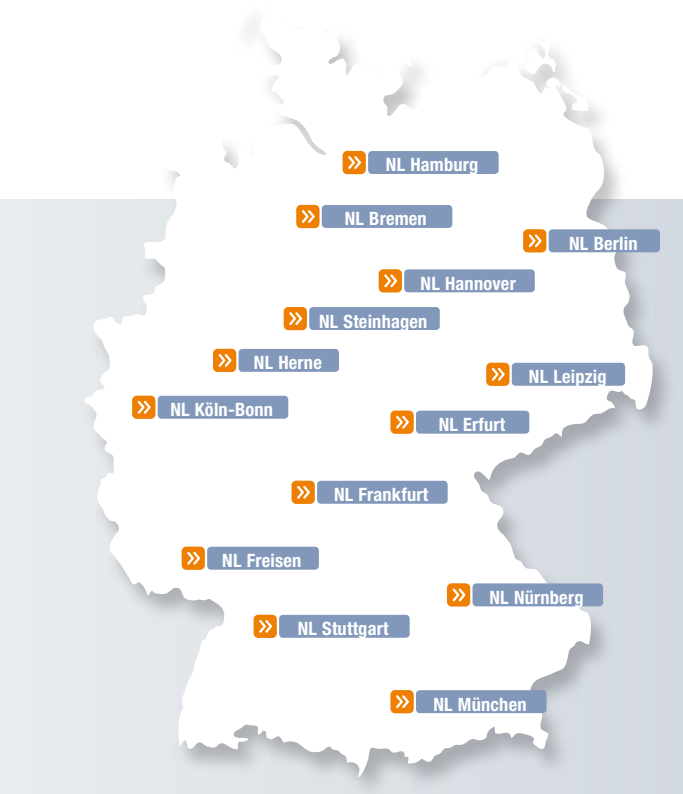 NL Hamburg
NL Bremen
NL Berlin
NL Hannover
NL Steinhagen
NL Herne
NL Leipzig
NL Köln-Bonn
NL Erfurt
NL Frankfurt
NL Freisen
NL Nürnberg
NL Stuttgart
NL München